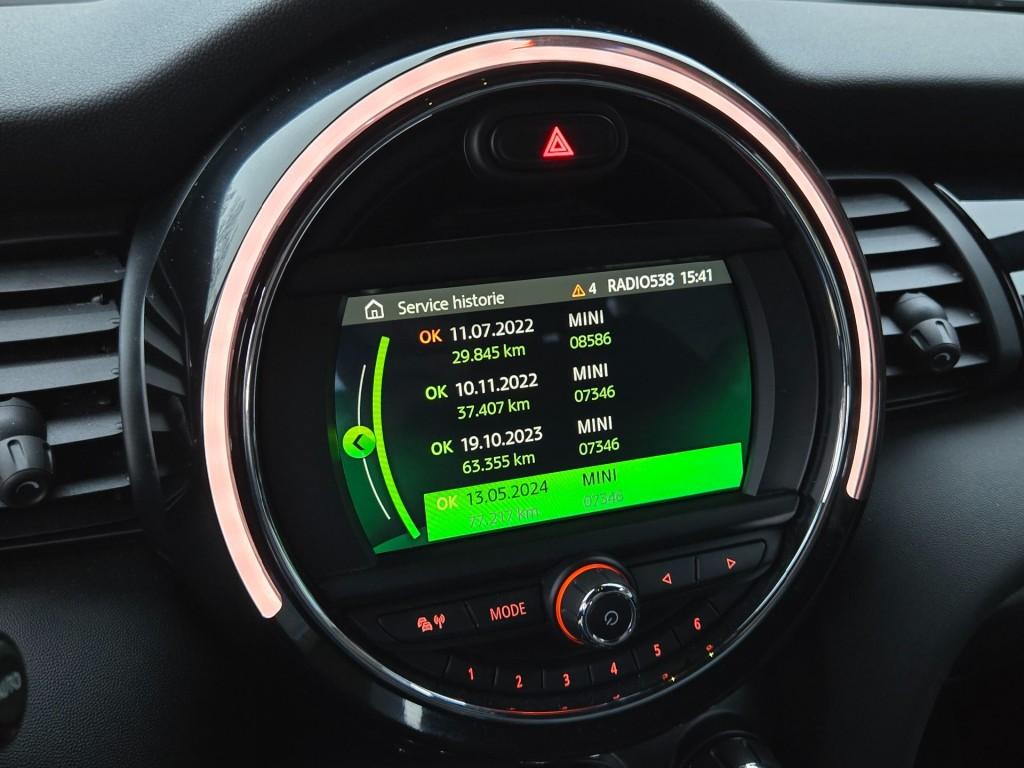 Service historie 4 RADIO538 15:41
OK 11.07.2022 MINI
29.845 km 08586
OK 10.11.2022 MINI
37.407 km 07346
OK 19.10.2023 MINI
63.355 km 07346
OK 13.05.2024 MINI
77.217 km 07346
MODE
1 2 3 4 5 6